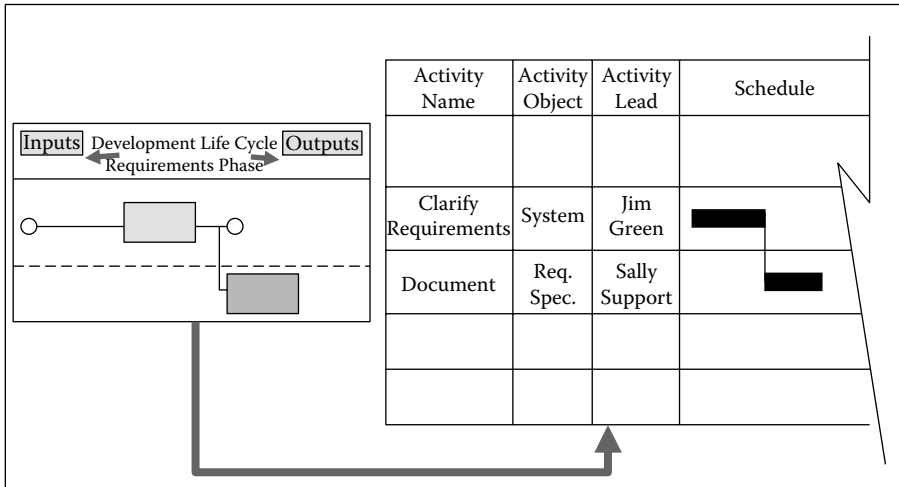 Inputs
Development Life Cycle
Outputs
Requirements Phase
Activity
Name
Activity
Object
Activity
Lead
Schedule
Clarify
Requirements
System
Jim
Green
Document
Req.
Spec.
Sally
Support